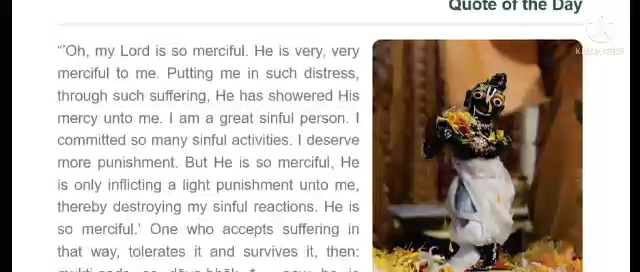 Quote of the Day
“‘Oh, my Lord is so merciful. He is very, very
merciful to me. Putting me in such distress,
through such suffering, He has showered His
mercy unto me. I am a great sinful person. I
committed so many sinful activities. I deserve
more punishment. But He is so merciful, He
is only inflicting a light punishment unto me,
thereby destroying my sinful reactions. He is
so merciful.’ One who accepts suffering in
that way, tolerates it and survives it, then:
KINEMASTER